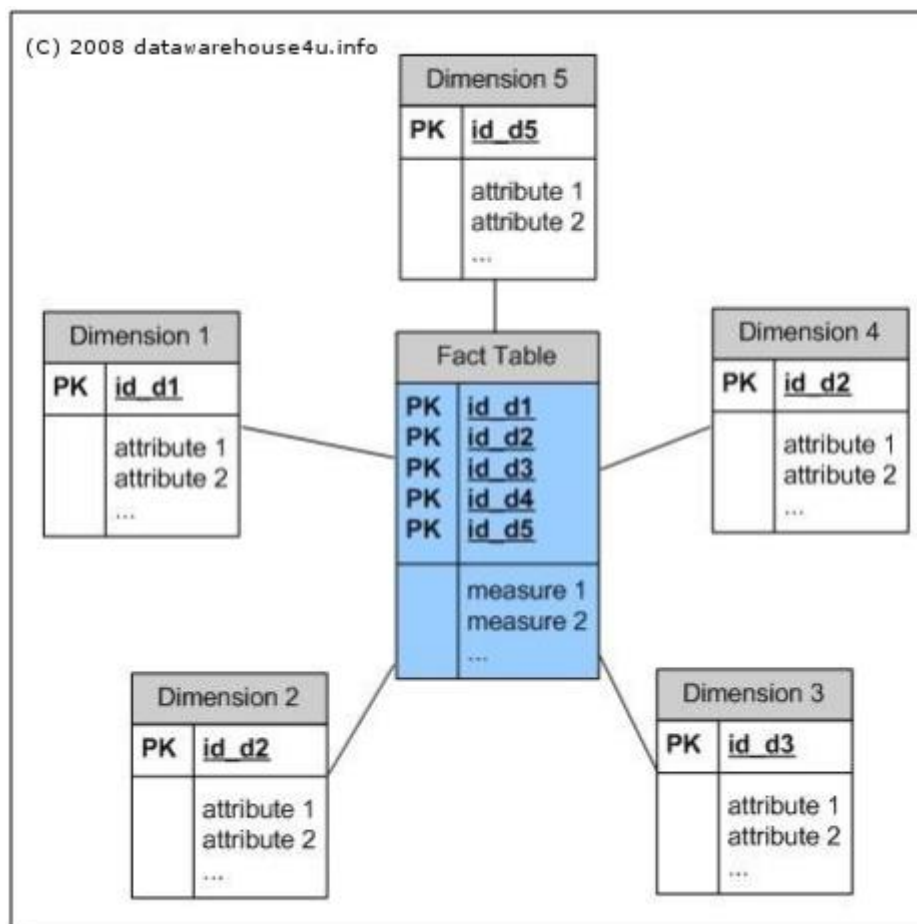 (C) 2008 datawarehouse4u.info
Dimension 5
PK id_d5
attribute 1
attribute 2
...
Dimension 1
PK id_d1
attribute 1
attribute 2
...
Fact Table
PK id_d1
PK id_d2
PK id_d3
PK id_d4
PK id_d5
measure 1
measure 2
...
Dimension 4
PK id_d2
attribute 1
attribute 2
...
Dimension 2
PK id_d2
attribute 1
attribute 2
...
Dimension 3
PK id_d3
attribute 1
attribute 2
...